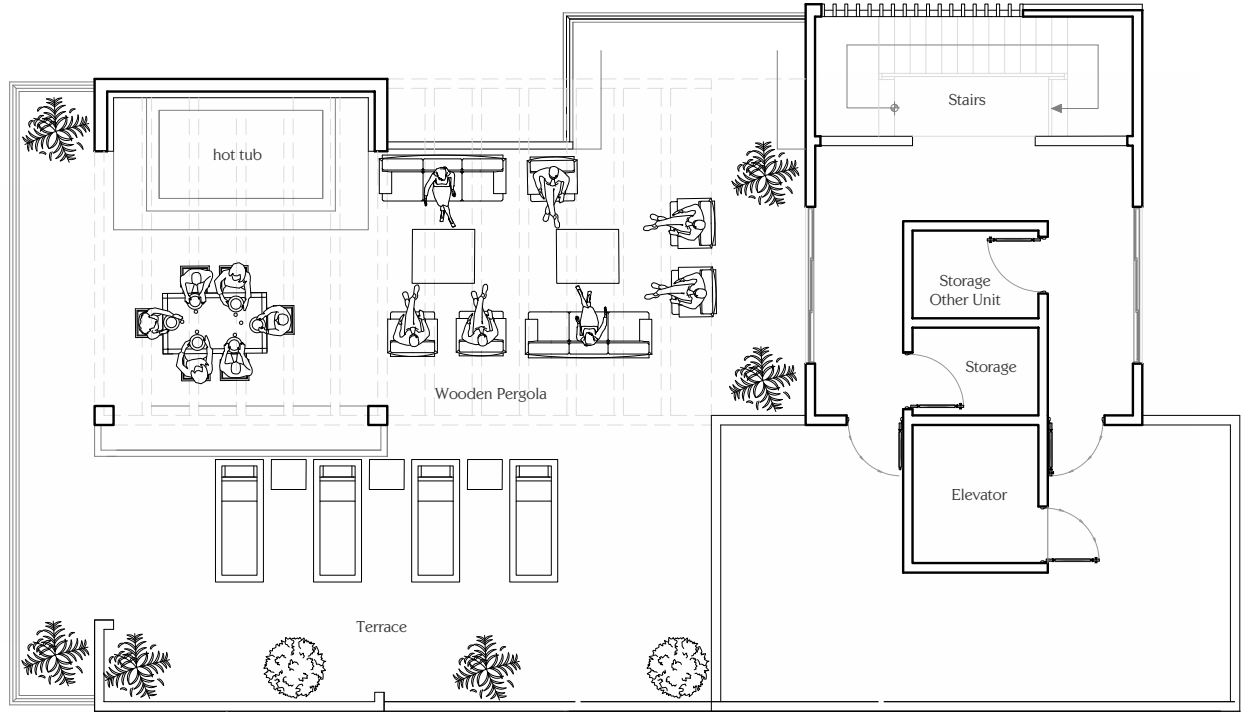 Stairs
hot tub
Storage
Other Unit
Storage
Wooden Pergola
Elevator
Terrace